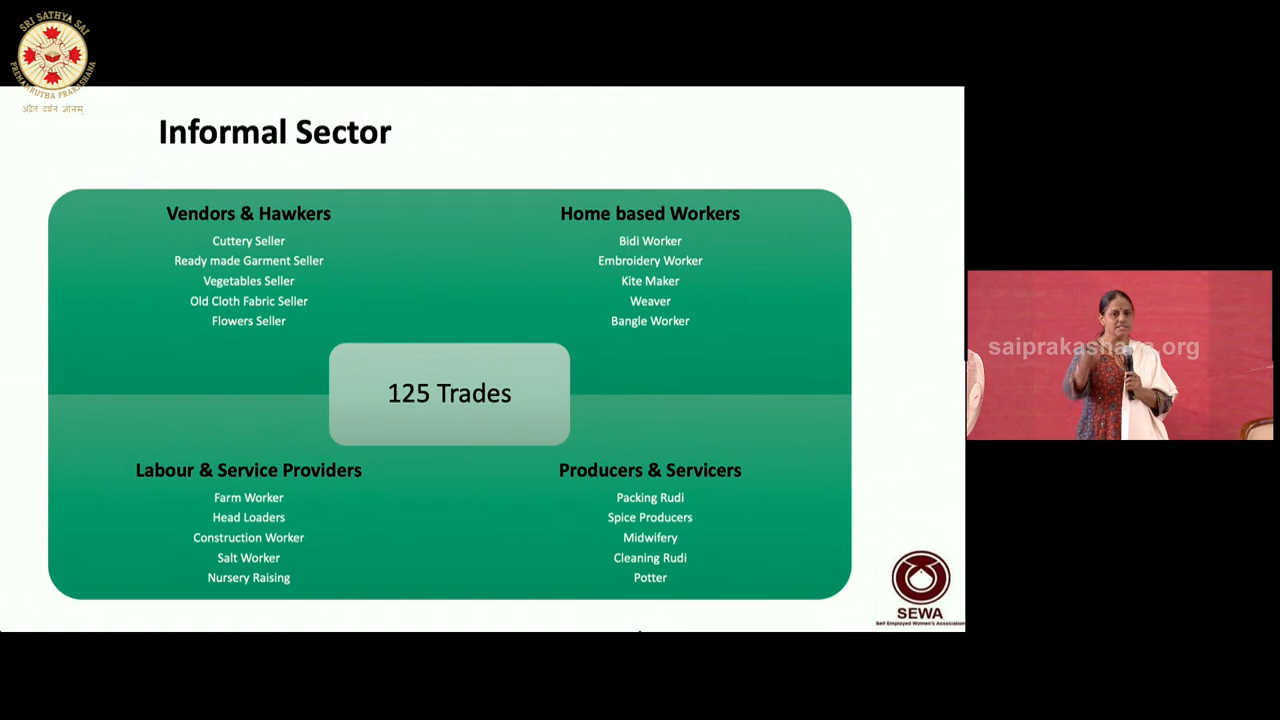 SRI SATHYA SAI
PREMAMRUTHA PRAKASHANA
अद्वैत दर्शन ज्ञानम्
Informal Sector
Vendors & Hawkers
Cuttery Seller
Ready made Garment Seller
Vegetables Seller
Old Cloth Fabric Seller
Flowers Seller
Home based Workers
Bidi Worker
Embroidery Worker
Kite Maker
Weaver
Bangle Worker
125 Trades
Labour & Service Providers
Farm Worker
Head Loaders
Construction Worker
Salt Worker
Nursery Raising
Producers & Servicers
Packing Rudi
Spice Producers
Midwifery
Cleaning Rudi
Potter
SEWA
Self Employed Women's Association
saiprakashana.org